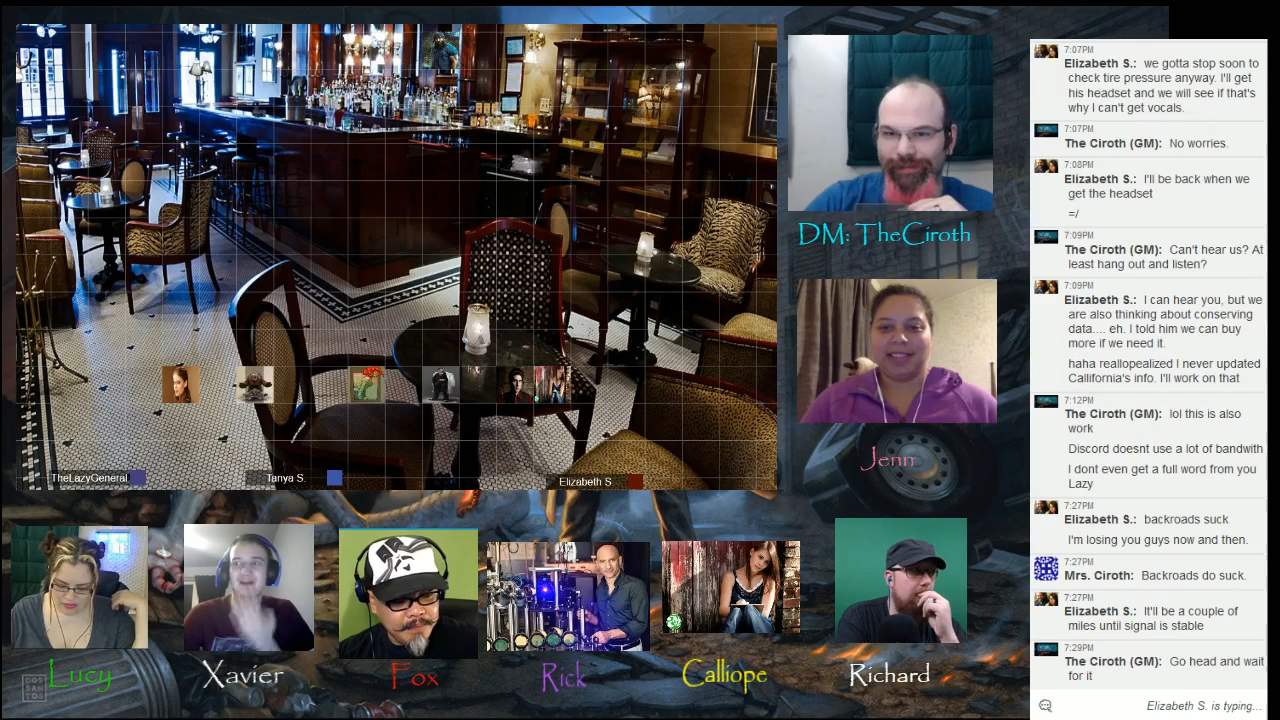 TheLazyGeneral
Tanya S.
Elizabeth S
DM: TheCiroth
Jenn
Lucy
Xavier
Fox
Rick
Calliope
Richard
DOS
SAN
TOS
7:07PM
Elizabeth S.: we gotta stop soon to
check tire pressure anyway. I'll get
his headset and we will see if that's
why I can't get vocals.
7:07PM
The Ciroth (GM): No worries.
7:08PM
Elizabeth S.: I'll be back when we
get the headset
=/
7:09PM
The Ciroth (GM): Can't hear us? At
least hang out and listen?
7:09PM
Elizabeth S.: I can hear you, but we
are also thinking about conserving
data.... eh. I told him we can buy
more if we need it.
haha reallopealized I never updated
Cailifornia's info. I'll work on that
7:12PM
The Ciroth (GM): lol this is also
work
Discord doesnt use a lot of bandwith
I dont even get a full word from you
Lazy
7:27PM
Elizabeth S.: backroads suck
I'm losing you guys now and then.
7:27PM
Mrs. Ciroth: Backroads do suck.
7:27PM
Elizabeth S.: It'll be a couple of
miles until signal is stable
7:29PM
The Ciroth (GM): Go head and wait
for it
Elizabeth S. is typing...